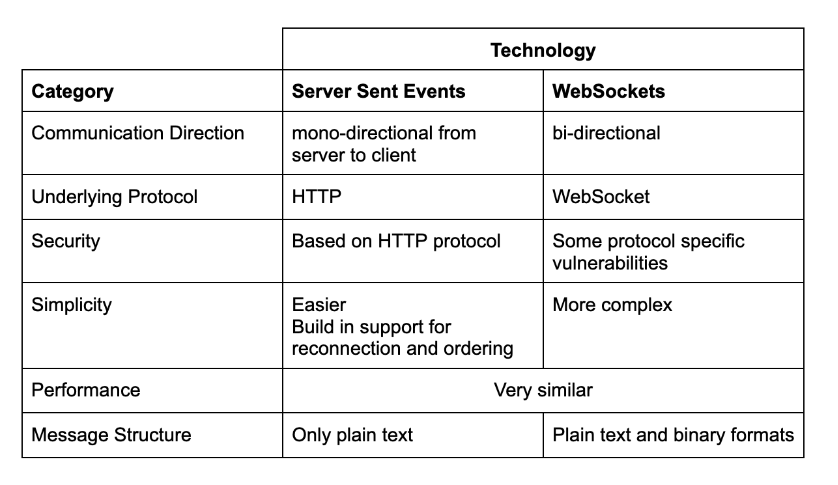 Technology
Category Server Sent Events WebSockets
Communication Direction mono-directional from bi-directional
server to client
Underlying Protocol HTTP WebSocket
Security Based on HTTP protocol Some protocol specific
vulnerabilities
Simplicity Easier More complex
Build in support for
reconnection and ordering
Performance Very similar
Message Structure Only plain text Plain text and binary formats